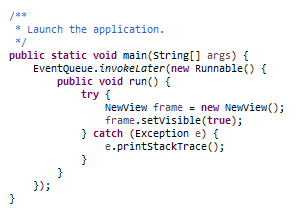 /**
 * Launch the application.
 */
public static void main(String[] args) {
    EventQueue.invokeLater(new Runnable() {
        public void run() {
            try {
                NewView frame = new NewView();
                frame.setVisible(true);
            } catch (Exception e) {
                e.printStackTrace();
            }
        }
    });
}